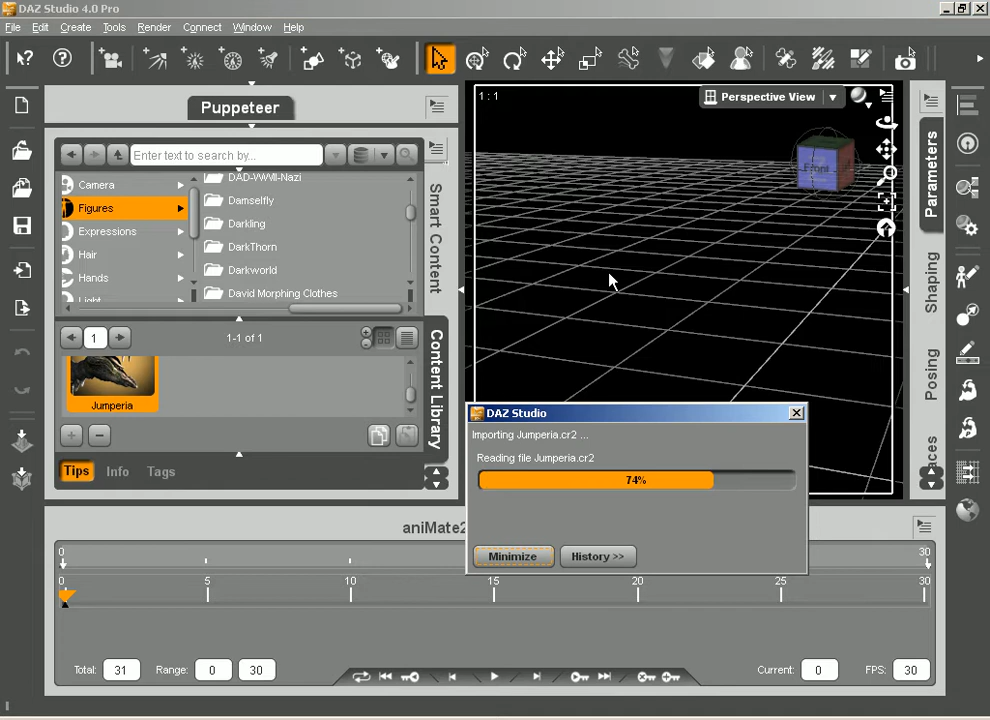 DAZ Studio 4.0 Pro
File Edit Create Tools Render Connect Window Help
Puppeteer
1 : 1
Perspective View
Front
Enter text to search by...
Camera
Figures
Expressions
Hair
Hands
Light
DAD-WWII-Nazi
Damselfly
Darkling
DarkThorn
Darkworld
David Morphing Clothes
Smart Content
Content Library
1
1-1 of 1
Jumperia
Tips Info Tags
Parameters
Shaping
Posing
DAZ Studio
Importing Jumperia.cr2 ...
Reading file Jumperia.cr2
74%
Minimize
History >>
aniMate2
0 30
0 5 10 15 20 25 30
Total: 31 Range: 0 30 Current: 0 FPS: 30